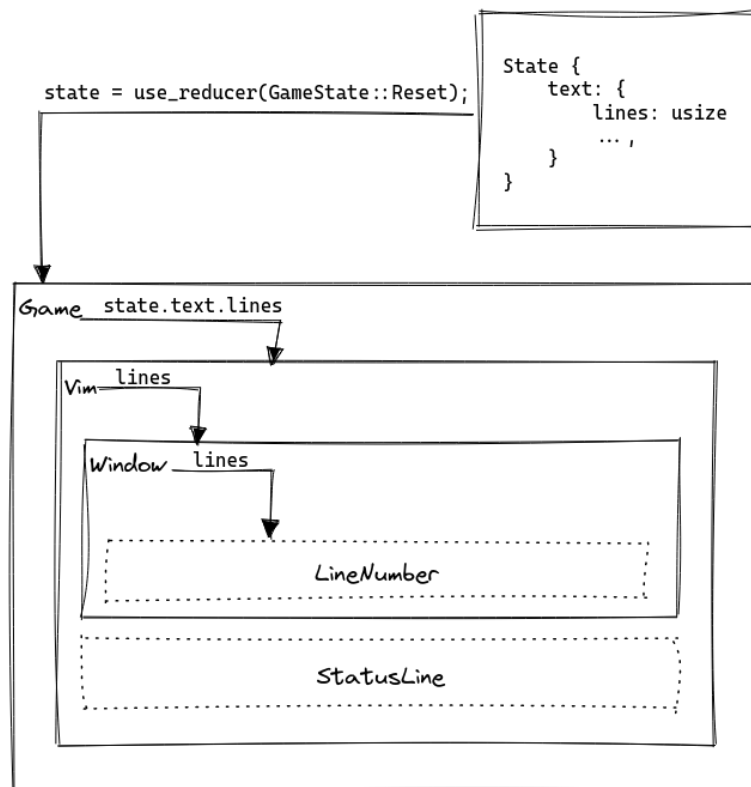 state = use_reducer(GameState::Reset);
State {
    text: {
        lines: usize
        ...,
    }
}
Game state.text.lines
Vim lines
Window lines
LineNumber
StatusLine